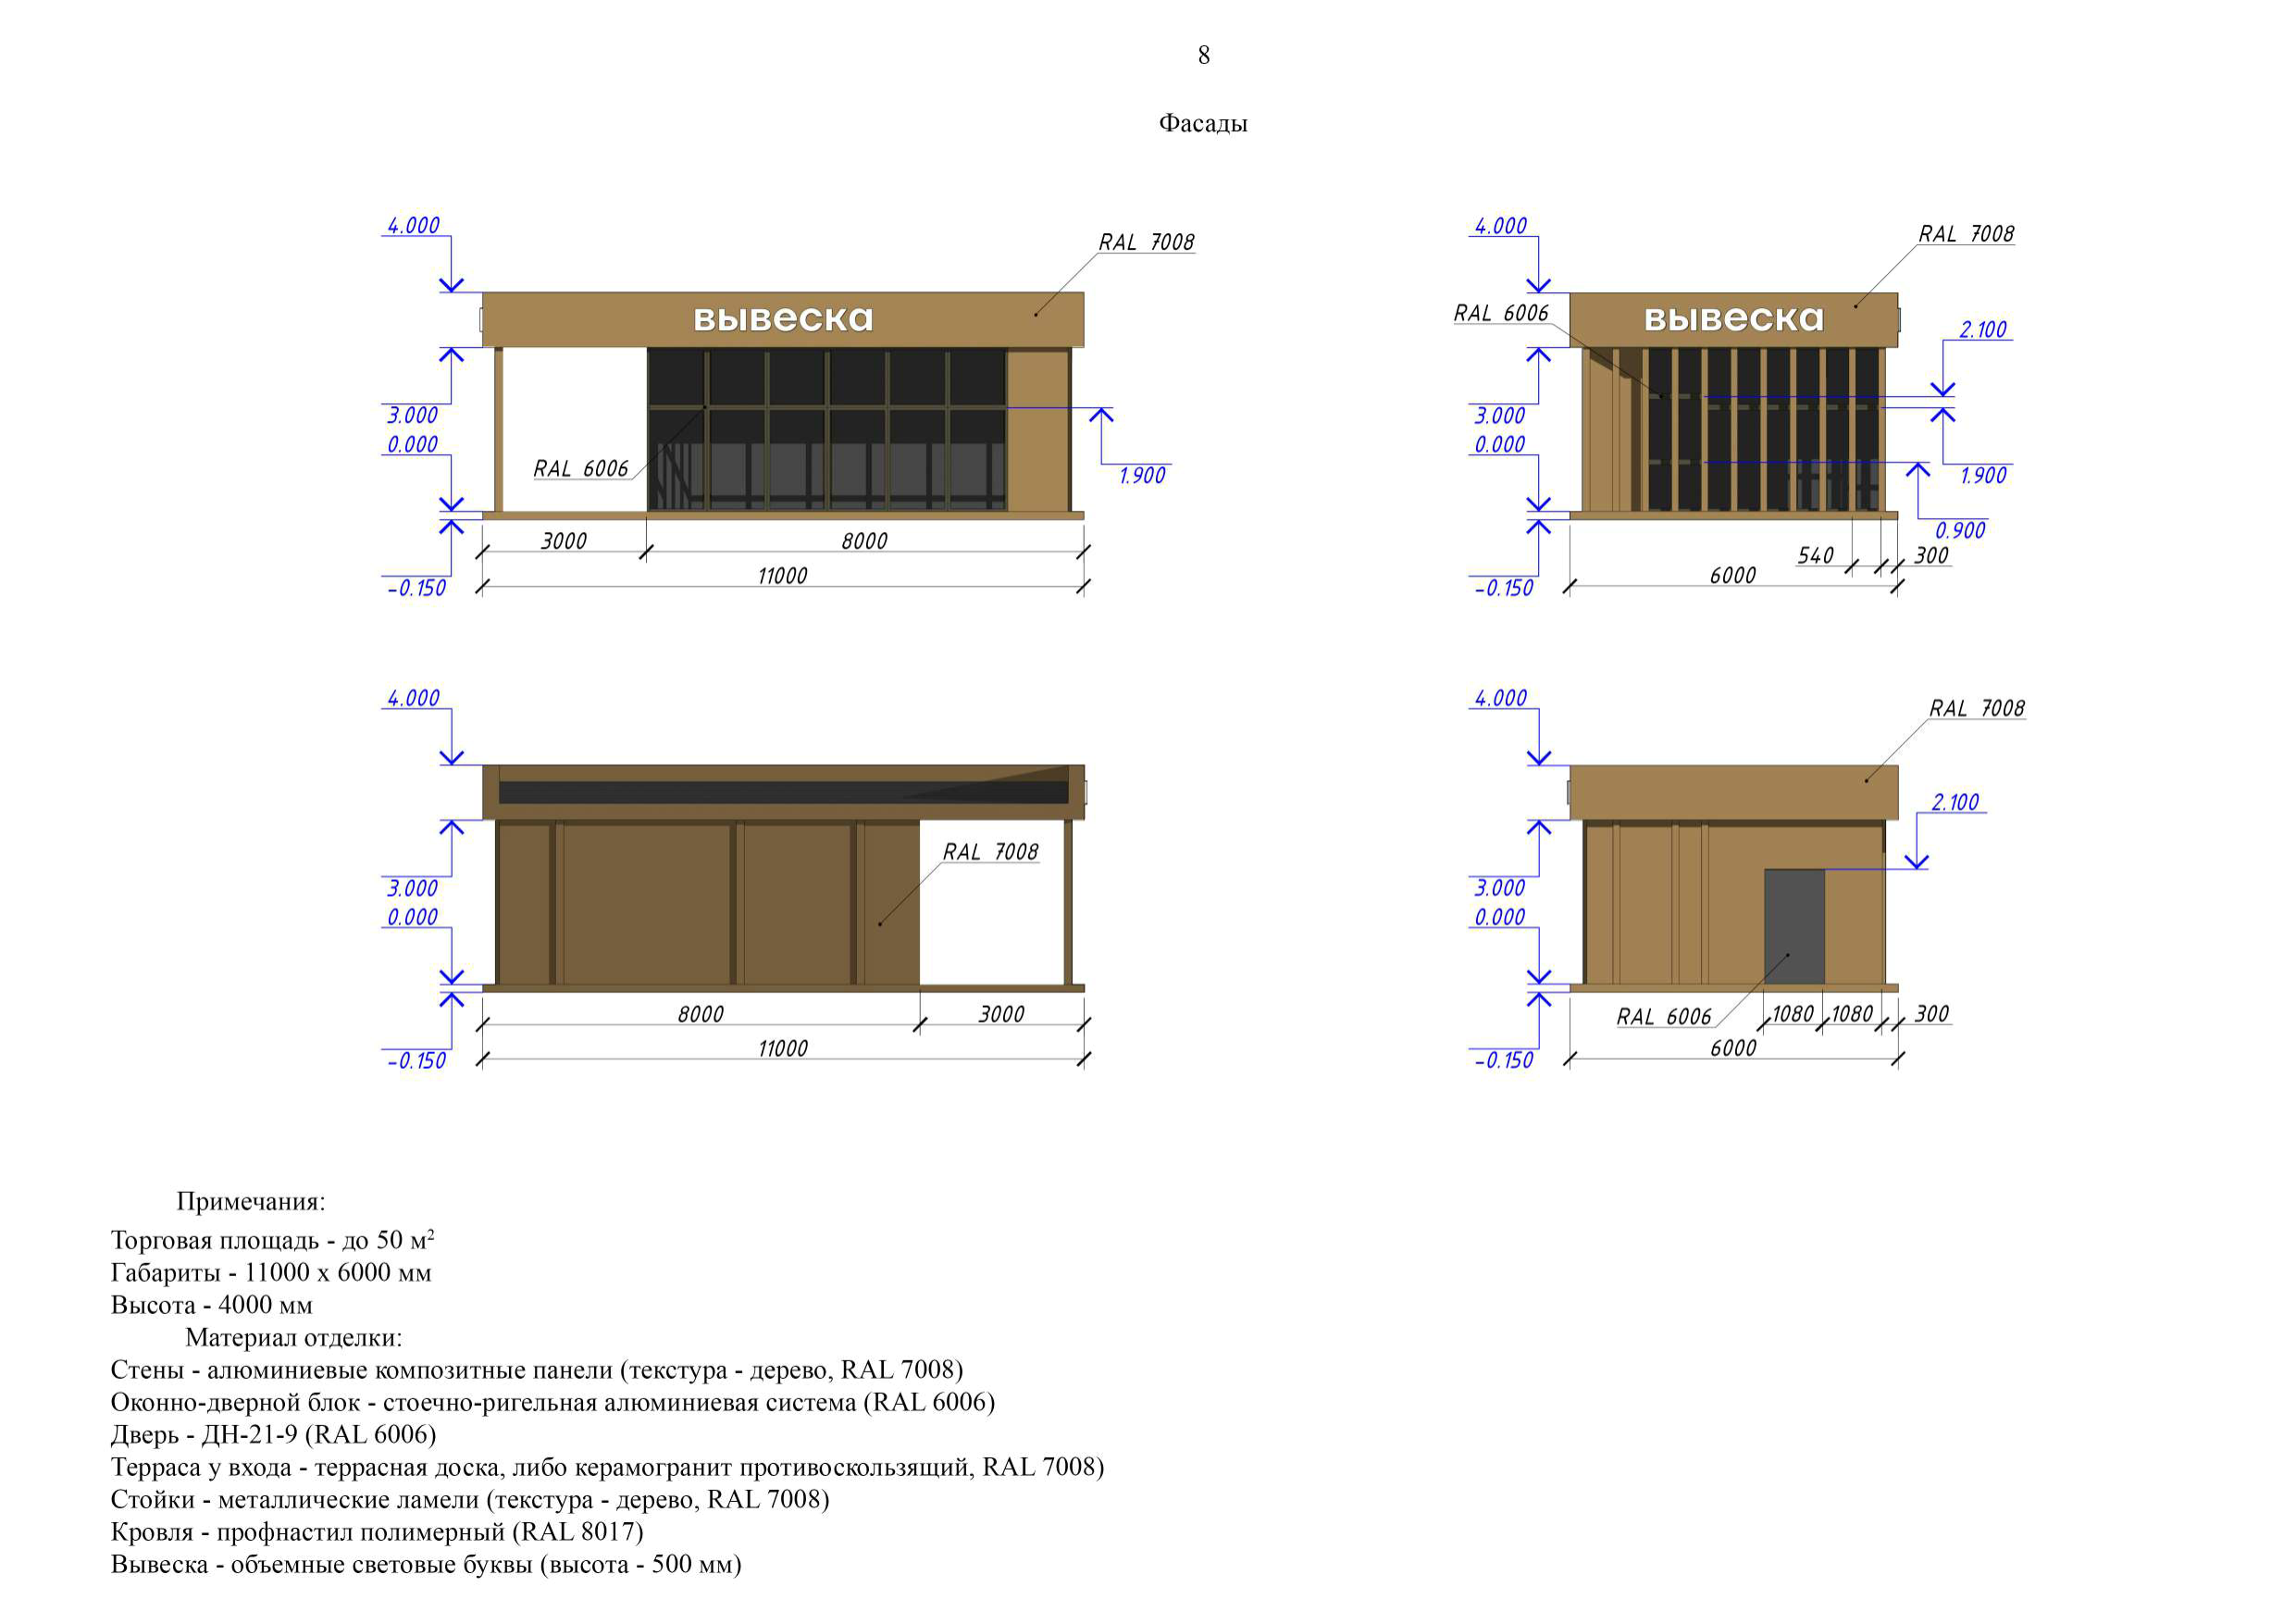 8
Фасады
4.000
RAL 7008
вывеска
3.000
0.000
RAL 6006
1.900
3000
8000
11000
-0.150
4.000
RAL 7008
RAL 6006
вывеска
2.100
3.000
0.000
1.900
0.900
540
300
6000
-0.150
4.000
RAL 7008
3.000
0.000
8000
3000
11000
-0.150
4.000
RAL 7008
2.100
3.000
0.000
RAL 6006
1080
1080
300
6000
-0.150
Примечания:
Торговая площадь - до 50 м²
Габариты - 11000 х 6000 мм
Высота - 4000 мм
Материал отделки:
Стены - алюминиевые композитные панели (текстура - дерево, RAL 7008)
Оконно-дверной блок - стоечно-ригельная алюминиевая система (RAL 6006)
Дверь - ДН-21-9 (RAL 6006)
Терраса у входа - террасная доска, либо керамогранит противоскользящий, RAL 7008)
Стойки - металлические ламели (текстура - дерево, RAL 7008)
Кровля - профнастил полимерный (RAL 8017)
Вывеска - объемные световые буквы (высота - 500 мм)